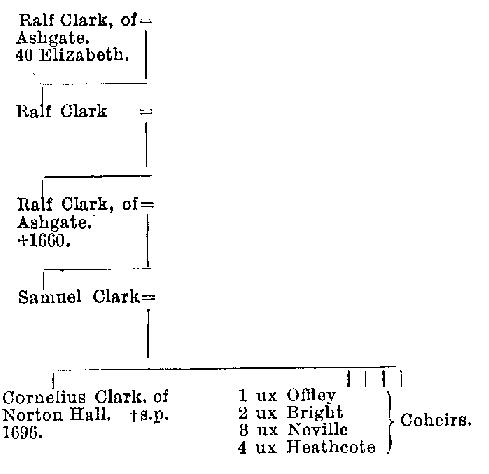 Ralf Clark, of=
Ashgate.
40 Elizabeth.
Ralf Clark =
Ralf Clark, of=
Ashgate.
+1660.
Samuel Clark=
Cornelius Clark, of
Norton Hall. †s.p.
1696.
1 ux Offley
2 ux Bright
3 ux Neville
4 ux Heathcote
Coheirs.